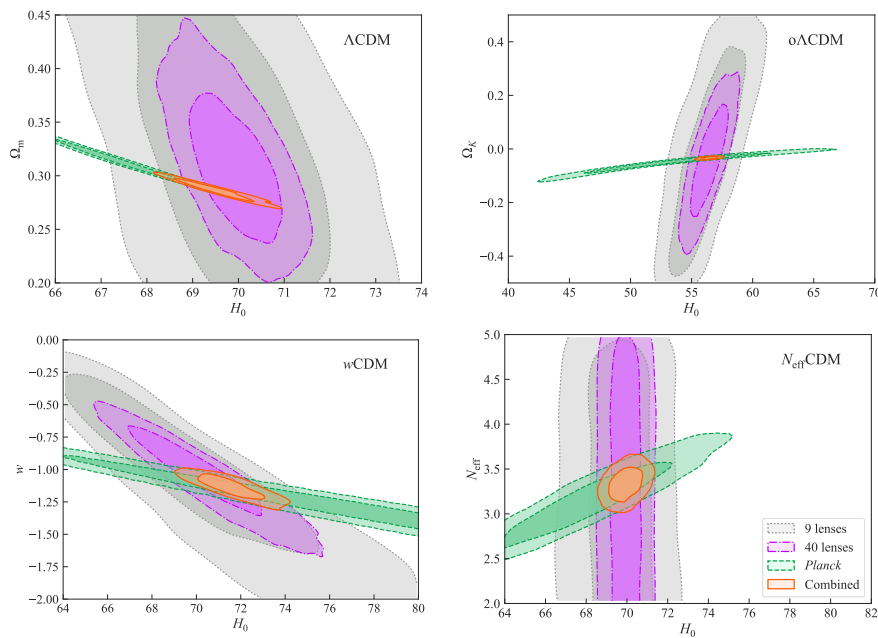 0.45
0.40
0.35
0.30
0.25
0.20
Ωm
ΛCDM
66 67 68 69 70 71 72 73 74
H0
0.4
0.2
0.0
−0.2
−0.4
ΩK
oΛCDM
40 45 50 55 60 65 70
H0
0.00
−0.25
−0.50
−0.75
−1.00
−1.25
−1.50
−1.75
−2.00
w
wCDM
64 66 68 70 72 74 76 78 80
H0
5.0
4.5
4.0
3.5
3.0
2.5
2.0
Neff
NeffCDM
9 lenses
40 lenses
Planck
Combined
64 66 68 70 72 74 76 78 80 82
H0